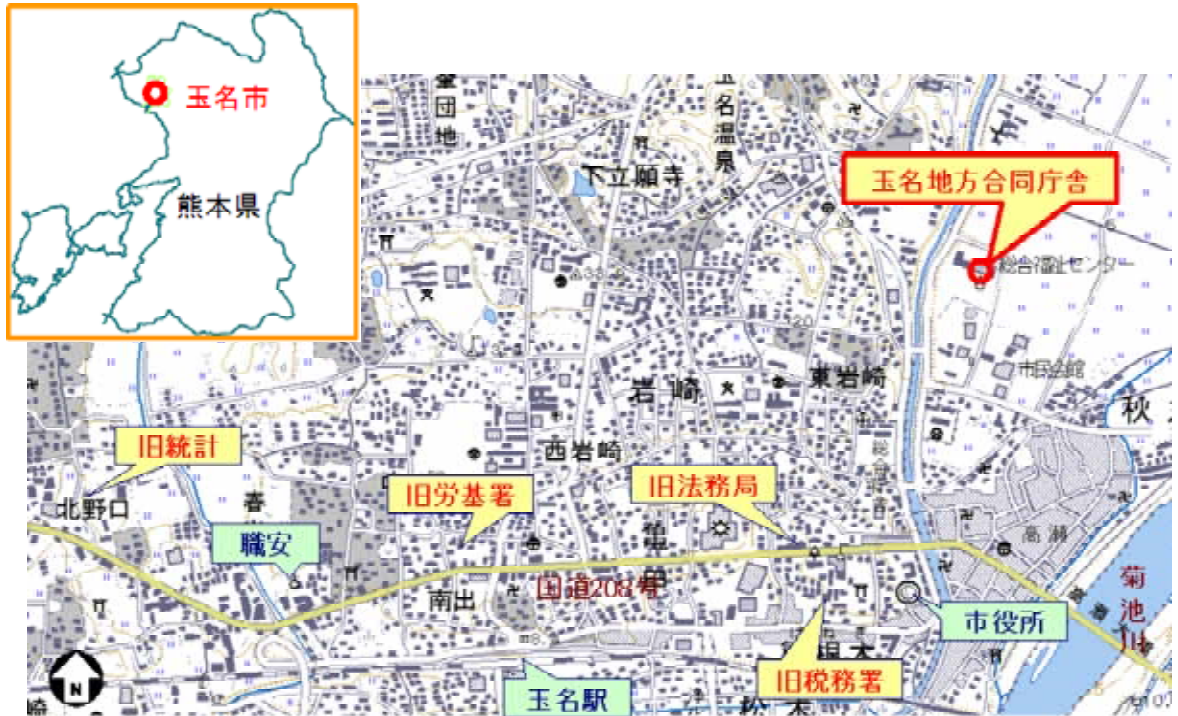 玉名市
熊本県
団地
玉名温泉
下立願寺
玉名地方合同庁舎
総合福祉センター
市民会館
岩崎
東岩崎
秋
西岩崎
旧統計
旧労基署
旧法務局
北野口
職安
高瀬
国道208号
南出
菊池川
市役所
旧税務署
玉名駅
N